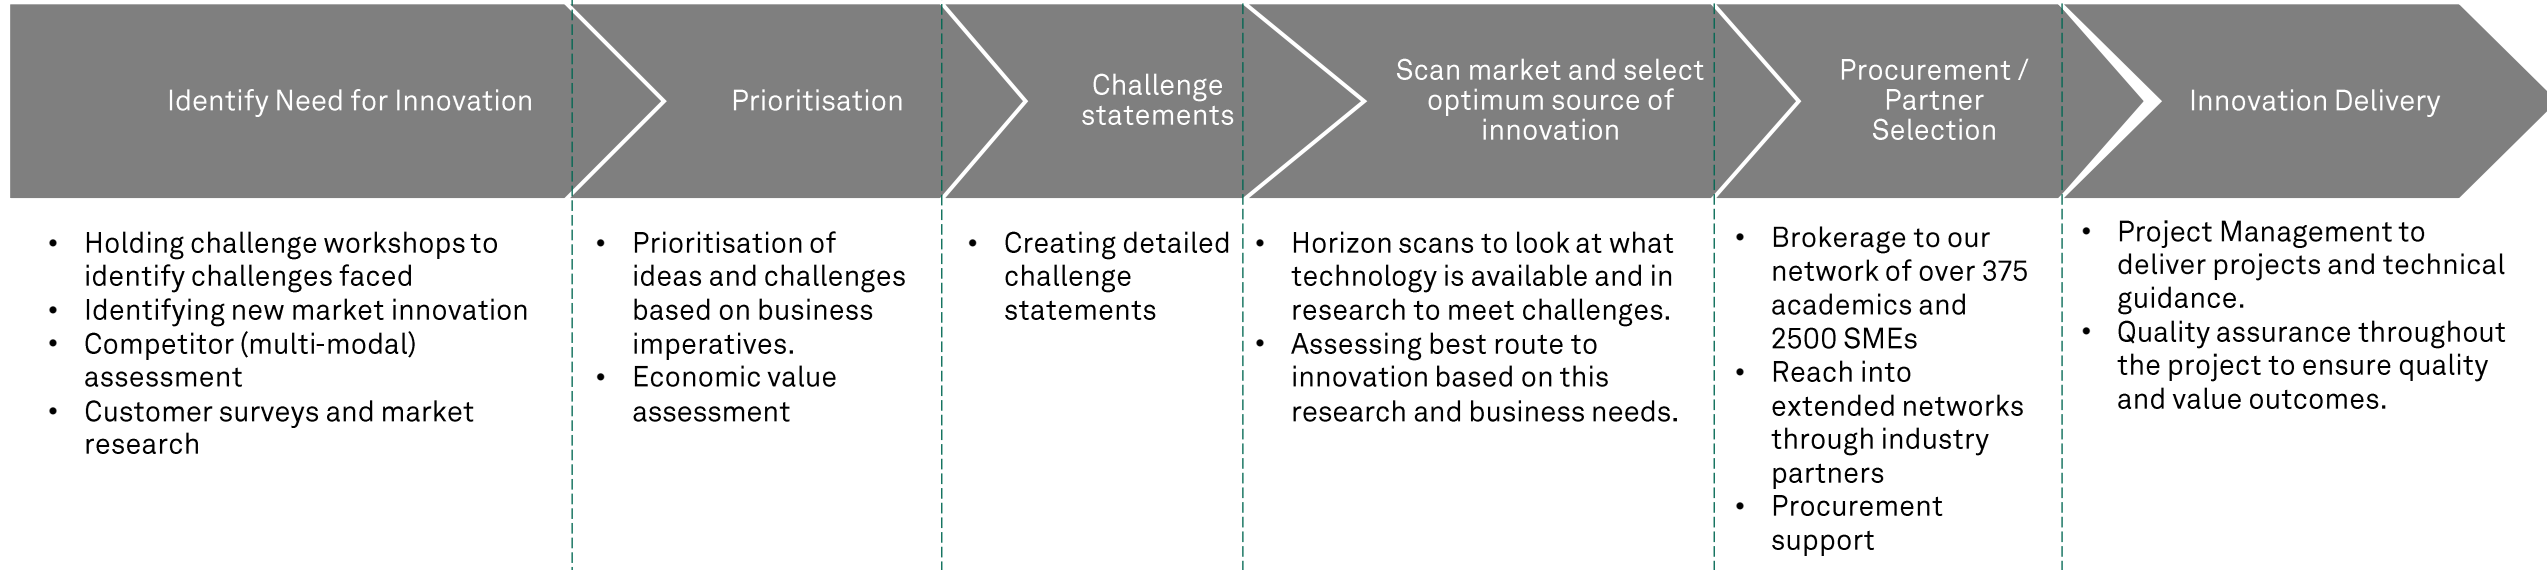 Identify Need for Innovation
Prioritisation
Challenge
statements
Scan market and select
optimum source of
innovation
Procurement /
Partner
Selection
Innovation Delivery
• Holding challenge workshops to
identify challenges faced
• Identifying new market innovation
• Competitor (multi-modal)
assessment
• Customer surveys and market
research
• Prioritisation of
ideas and challenges
based on business
imperatives.
• Economic value
assessment
• Creating detailed
challenge
statements
• Horizon scans to look at what
technology is available and in
research to meet challenges.
• Assessing best route to
innovation based on this
research and business needs.
• Brokerage to our
network of over 375
academics and
2500 SMEs
• Reach into
extended networks
through industry
partners
• Procurement
support
• Project Management to
deliver projects and technical
guidance.
• Quality assurance throughout
the project to ensure quality
and value outcomes.